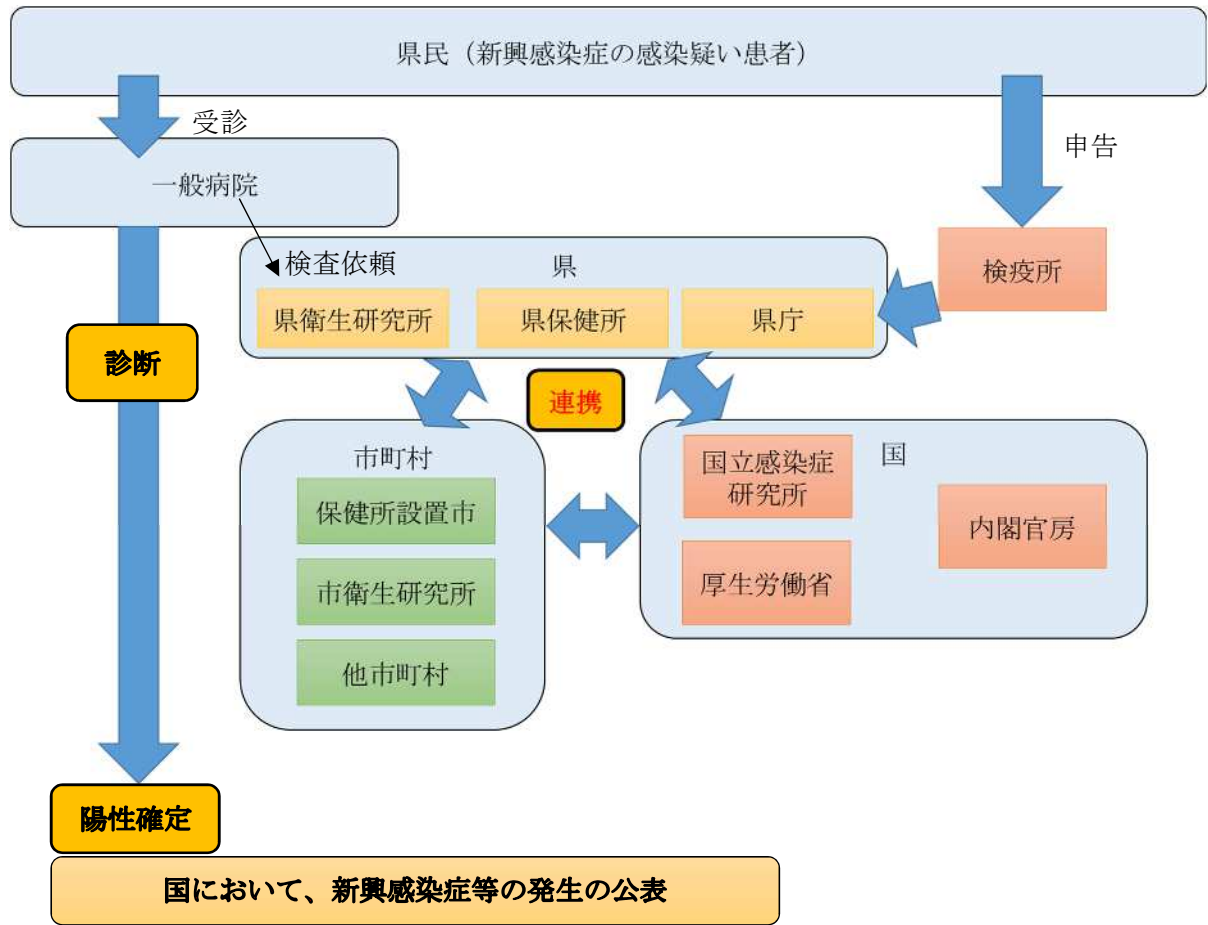 県民（新興感染症の感染疑い患者）
受診
申告
一般病院
検査依頼
県
検疫所
県衛生研究所
県保健所
県庁
診断
連携
市町村
国
国立感染症
研究所
保健所設置市
内閣官房
厚生労働省
市衛生研究所
他市町村
陽性確定
国において、新興感染症等の発生の公表